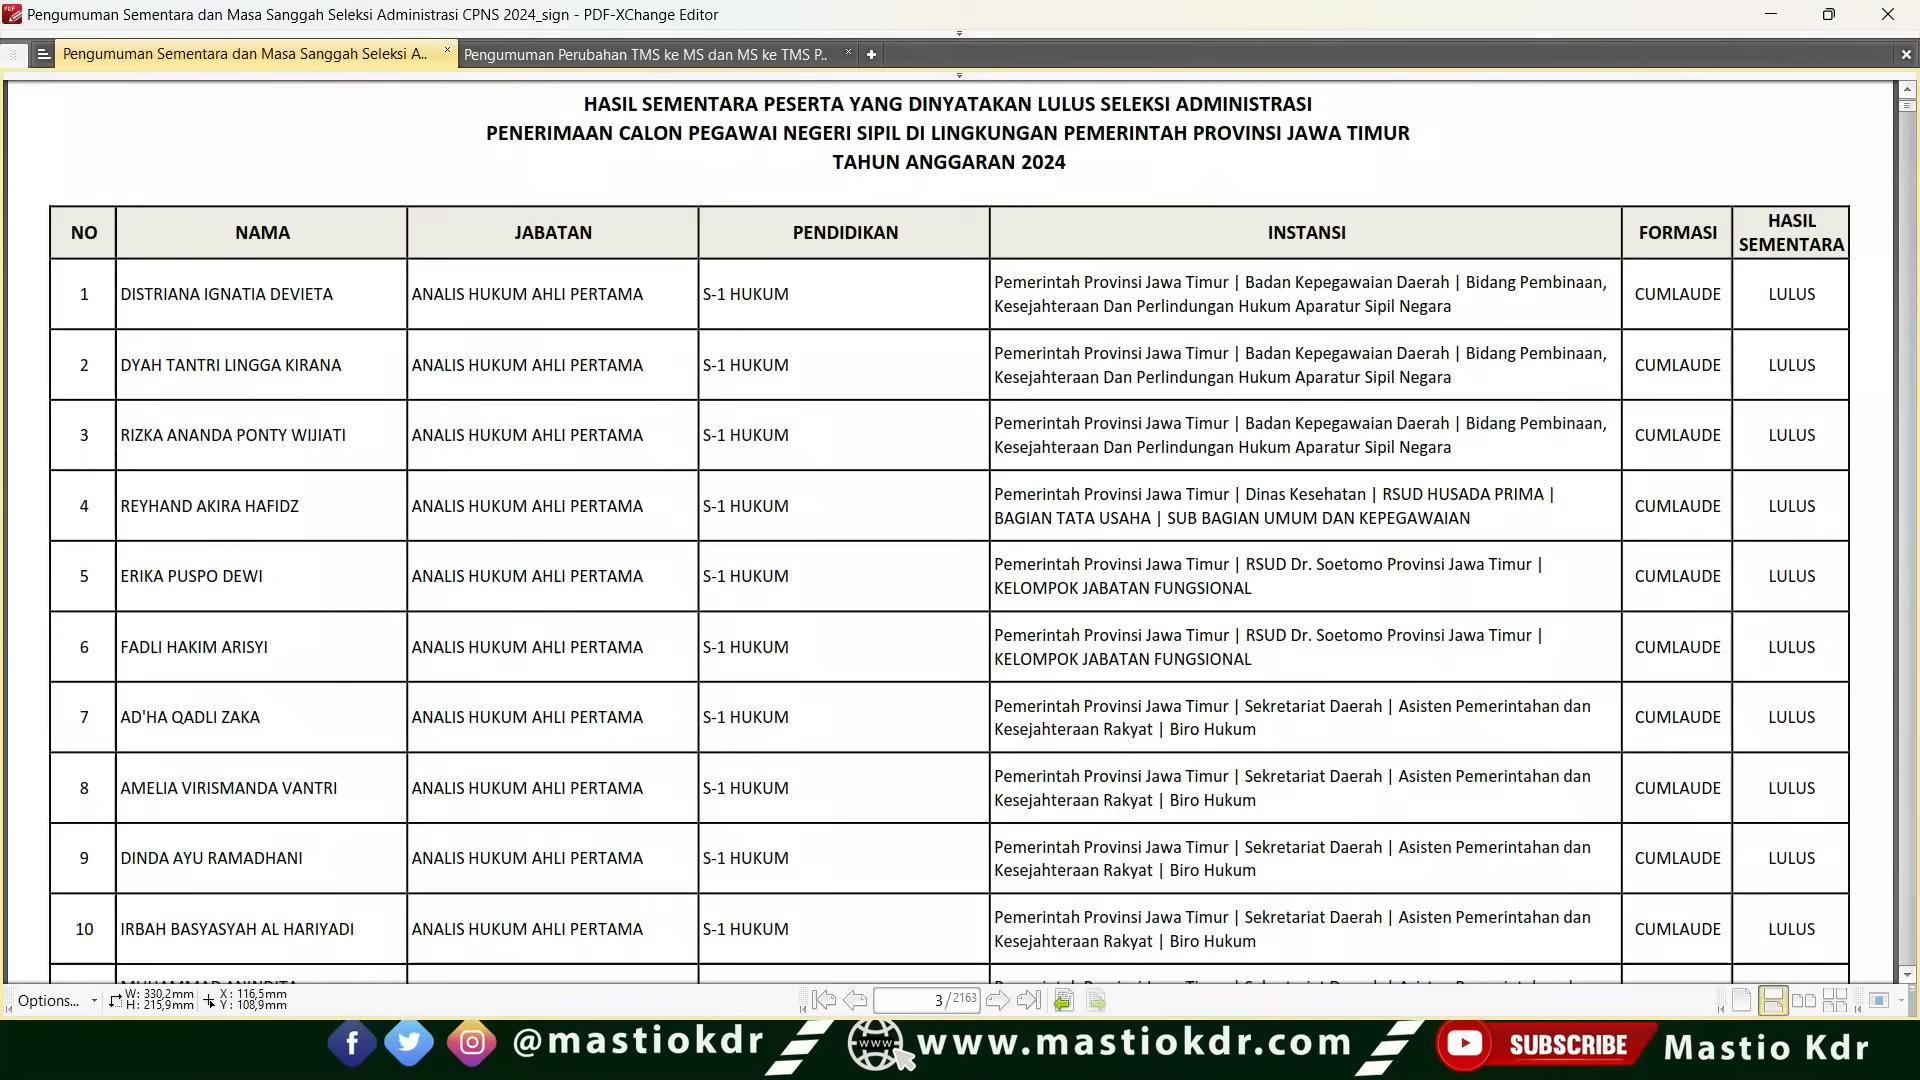 Pengumuman Sementara dan Masa Sanggah Seleksi Administrasi CPNS 2024_sign - PDF-XChange Editor
Pengumuman Sementara dan Masa Sanggah Seleksi A.. Pengumuman Perubahan TMS ke MS dan MS ke TMS P..
HASIL SEMENTARA PESERTA YANG DINYATAKAN LULUS SELEKSI ADMINISTRASI
PENERIMAAN CALON PEGAWAI NEGERI SIPIL DI LINGKUNGAN PEMERINTAH PROVINSI JAWA TIMUR
TAHUN ANGGARAN 2024
NO NAMA JABATAN PENDIDIKAN INSTANSI FORMASI HASIL
SEMENTARA
1 DISTRIANA IGNATIA DEVIETA ANALIS HUKUM AHLI PERTAMA S-1 HUKUM Pemerintah Provinsi Jawa Timur | Badan Kepegawaian Daerah | Bidang Pembinaan,
Kesejahteraan Dan Perlindungan Hukum Aparatur Sipil Negara CUMLAUDE LULUS
2 DYAH TANTRI LINGGA KIRANA ANALIS HUKUM AHLI PERTAMA S-1 HUKUM Pemerintah Provinsi Jawa Timur | Badan Kepegawaian Daerah | Bidang Pembinaan,
Kesejahteraan Dan Perlindungan Hukum Aparatur Sipil Negara CUMLAUDE LULUS
3 RIZKA ANANDA PONTY WIJIATI ANALIS HUKUM AHLI PERTAMA S-1 HUKUM Pemerintah Provinsi Jawa Timur | Badan Kepegawaian Daerah | Bidang Pembinaan,
Kesejahteraan Dan Perlindungan Hukum Aparatur Sipil Negara CUMLAUDE LULUS
4 REYHAND AKIRA HAFIDZ ANALIS HUKUM AHLI PERTAMA S-1 HUKUM Pemerintah Provinsi Jawa Timur | Dinas Kesehatan | RSUD HUSADA PRIMA |
BAGIAN TATA USAHA | SUB BAGIAN UMUM DAN KEPEGAWAIAN CUMLAUDE LULUS
5 ERIKA PUSPO DEWI ANALIS HUKUM AHLI PERTAMA S-1 HUKUM Pemerintah Provinsi Jawa Timur | RSUD Dr. Soetomo Provinsi Jawa Timur |
KELOMPOK JABATAN FUNGSIONAL CUMLAUDE LULUS
6 FADLI HAKIM ARISYI ANALIS HUKUM AHLI PERTAMA S-1 HUKUM Pemerintah Provinsi Jawa Timur | RSUD Dr. Soetomo Provinsi Jawa Timur |
KELOMPOK JABATAN FUNGSIONAL CUMLAUDE LULUS
7 AD'HA QADLI ZAKA ANALIS HUKUM AHLI PERTAMA S-1 HUKUM Pemerintah Provinsi Jawa Timur | Sekretariat Daerah | Asisten Pemerintahan dan
Kesejahteraan Rakyat | Biro Hukum CUMLAUDE LULUS
8 AMELIA VIRISMANDA VANTRI ANALIS HUKUM AHLI PERTAMA S-1 HUKUM Pemerintah Provinsi Jawa Timur | Sekretariat Daerah | Asisten Pemerintahan dan
Kesejahteraan Rakyat | Biro Hukum CUMLAUDE LULUS
9 DINDA AYU RAMADHANI ANALIS HUKUM AHLI PERTAMA S-1 HUKUM Pemerintah Provinsi Jawa Timur | Sekretariat Daerah | Asisten Pemerintahan dan
Kesejahteraan Rakyat | Biro Hukum CUMLAUDE LULUS
10 IRBAH BASYASYAH AL HARIYADI ANALIS HUKUM AHLI PERTAMA S-1 HUKUM Pemerintah Provinsi Jawa Timur | Sekretariat Daerah | Asisten Pemerintahan dan
Kesejahteraan Rakyat | Biro Hukum CUMLAUDE LULUS
Options... W: 330,2mm X: 116,5mm
H: 215,9mm Y: 108,9mm
3 / 2163
@mastiokdr www.mastiokdr.com SUBSCRIBE Mastio Kdr